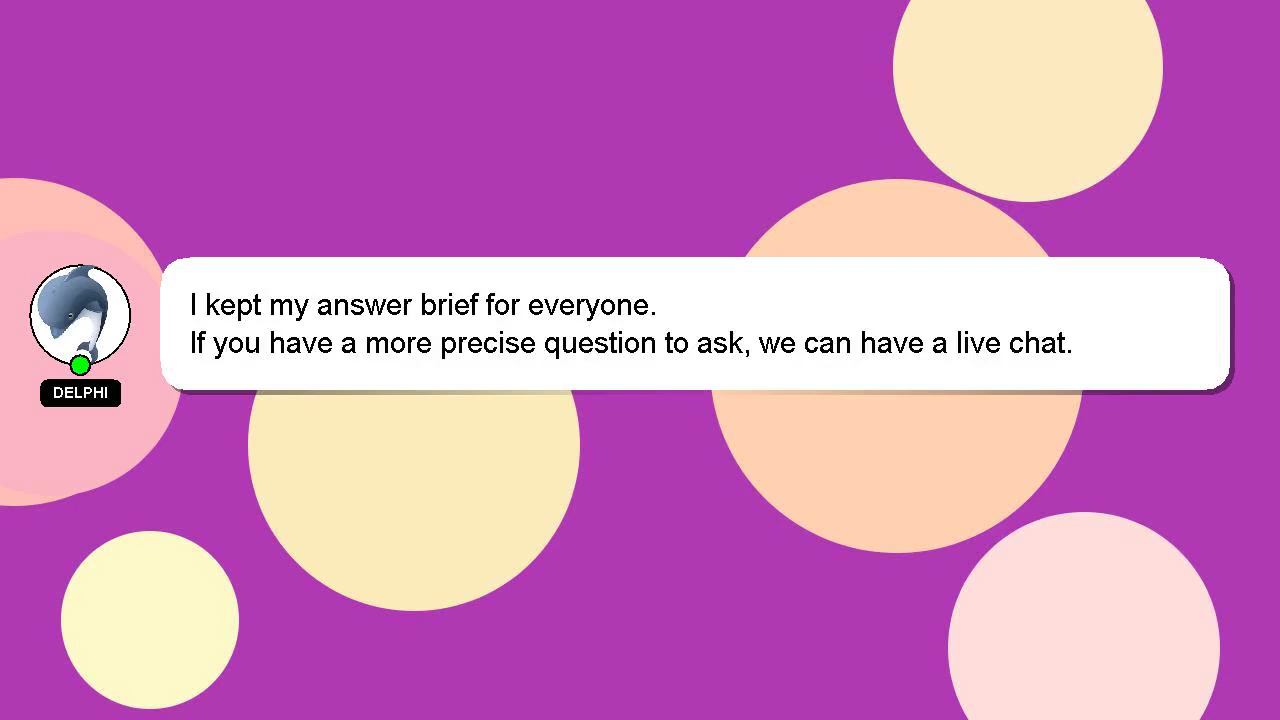 I kept my answer brief for everyone.
If you have a more precise question to ask, we can have a live chat.
DELPHI